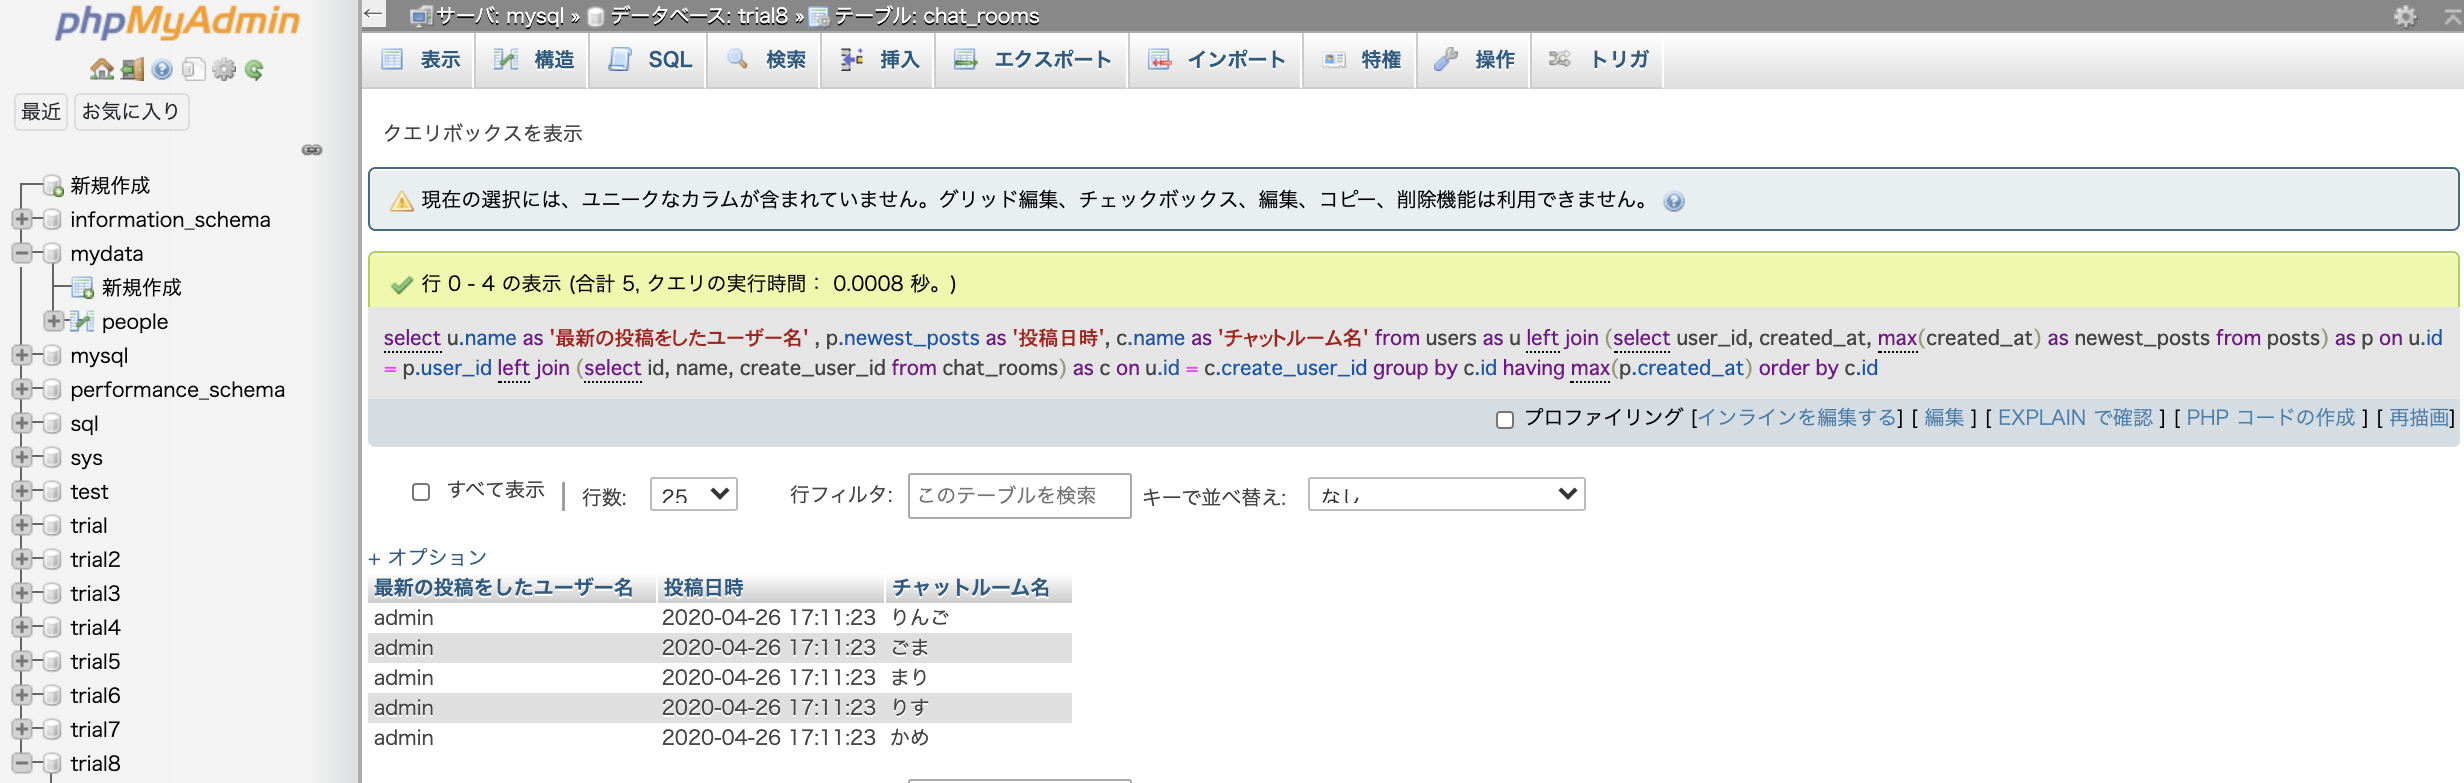 phpMyAdmin
最近 お気に入り
新規作成
information_schema
mydata
新規作成
people
mysql
performance_schema
sql
sys
test
trial
trial2
trial3
trial4
trial5
trial6
trial7
trial8
サーバ: mysql » データベース: trial8 » テーブル: chat_rooms
表示 構造 SQL 検索 挿入 エクスポート インポート 特権 操作 トリガ
クエリボックスを表示
現在の選択には、ユニークなカラムが含まれていません。グリッド編集、チェックボックス、編集、コピー、削除機能は利用できません。
行 0 - 4 の表示 (合計 5, クエリの実行時間： 0.0008 秒。)
select u.name as '最新の投稿をしたユーザー名' , p.newest_posts as '投稿日時', c.name as 'チャットルーム名' from users as u left join (select user_id, created_at, max(created_at) as newest_posts from posts) as p on u.id
= p.user_id left join (select id, name, create_user_id from chat_rooms) as c on u.id = c.create_user_id group by c.id having max(p.created_at) order by c.id
プロファイリング [インラインを編集する] [ 編集 ] [ EXPLAIN で確認 ] [ PHP コードの作成 ] [ 再描画]
すべて表示 | 行数: 25 行フィルタ: このテーブルを検索 キーで並べ替え: なし
+ オプション
最新の投稿をしたユーザー名 投稿日時 チャットルーム名
admin 2020-04-26 17:11:23 りんご
admin 2020-04-26 17:11:23 ごま
admin 2020-04-26 17:11:23 まり
admin 2020-04-26 17:11:23 りす
admin 2020-04-26 17:11:23 かめ